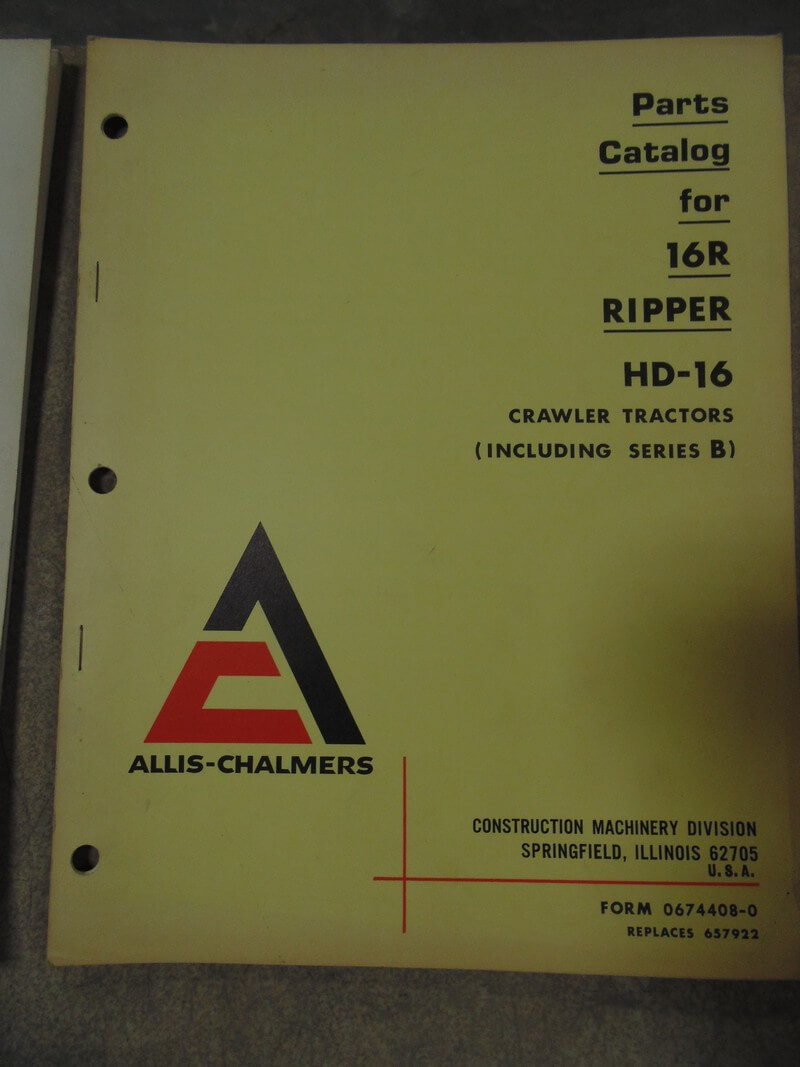 Parts
Catalog
for
16R
RIPPER
HD-16
CRAWLER TRACTORS
(INCLUDING SERIES B)
ALLIS-CHALMERS
CONSTRUCTION MACHINERY DIVISION
SPRINGFIELD, ILLINOIS 62705
U.S.A.
FORM 0674408-0
REPLACES 657922